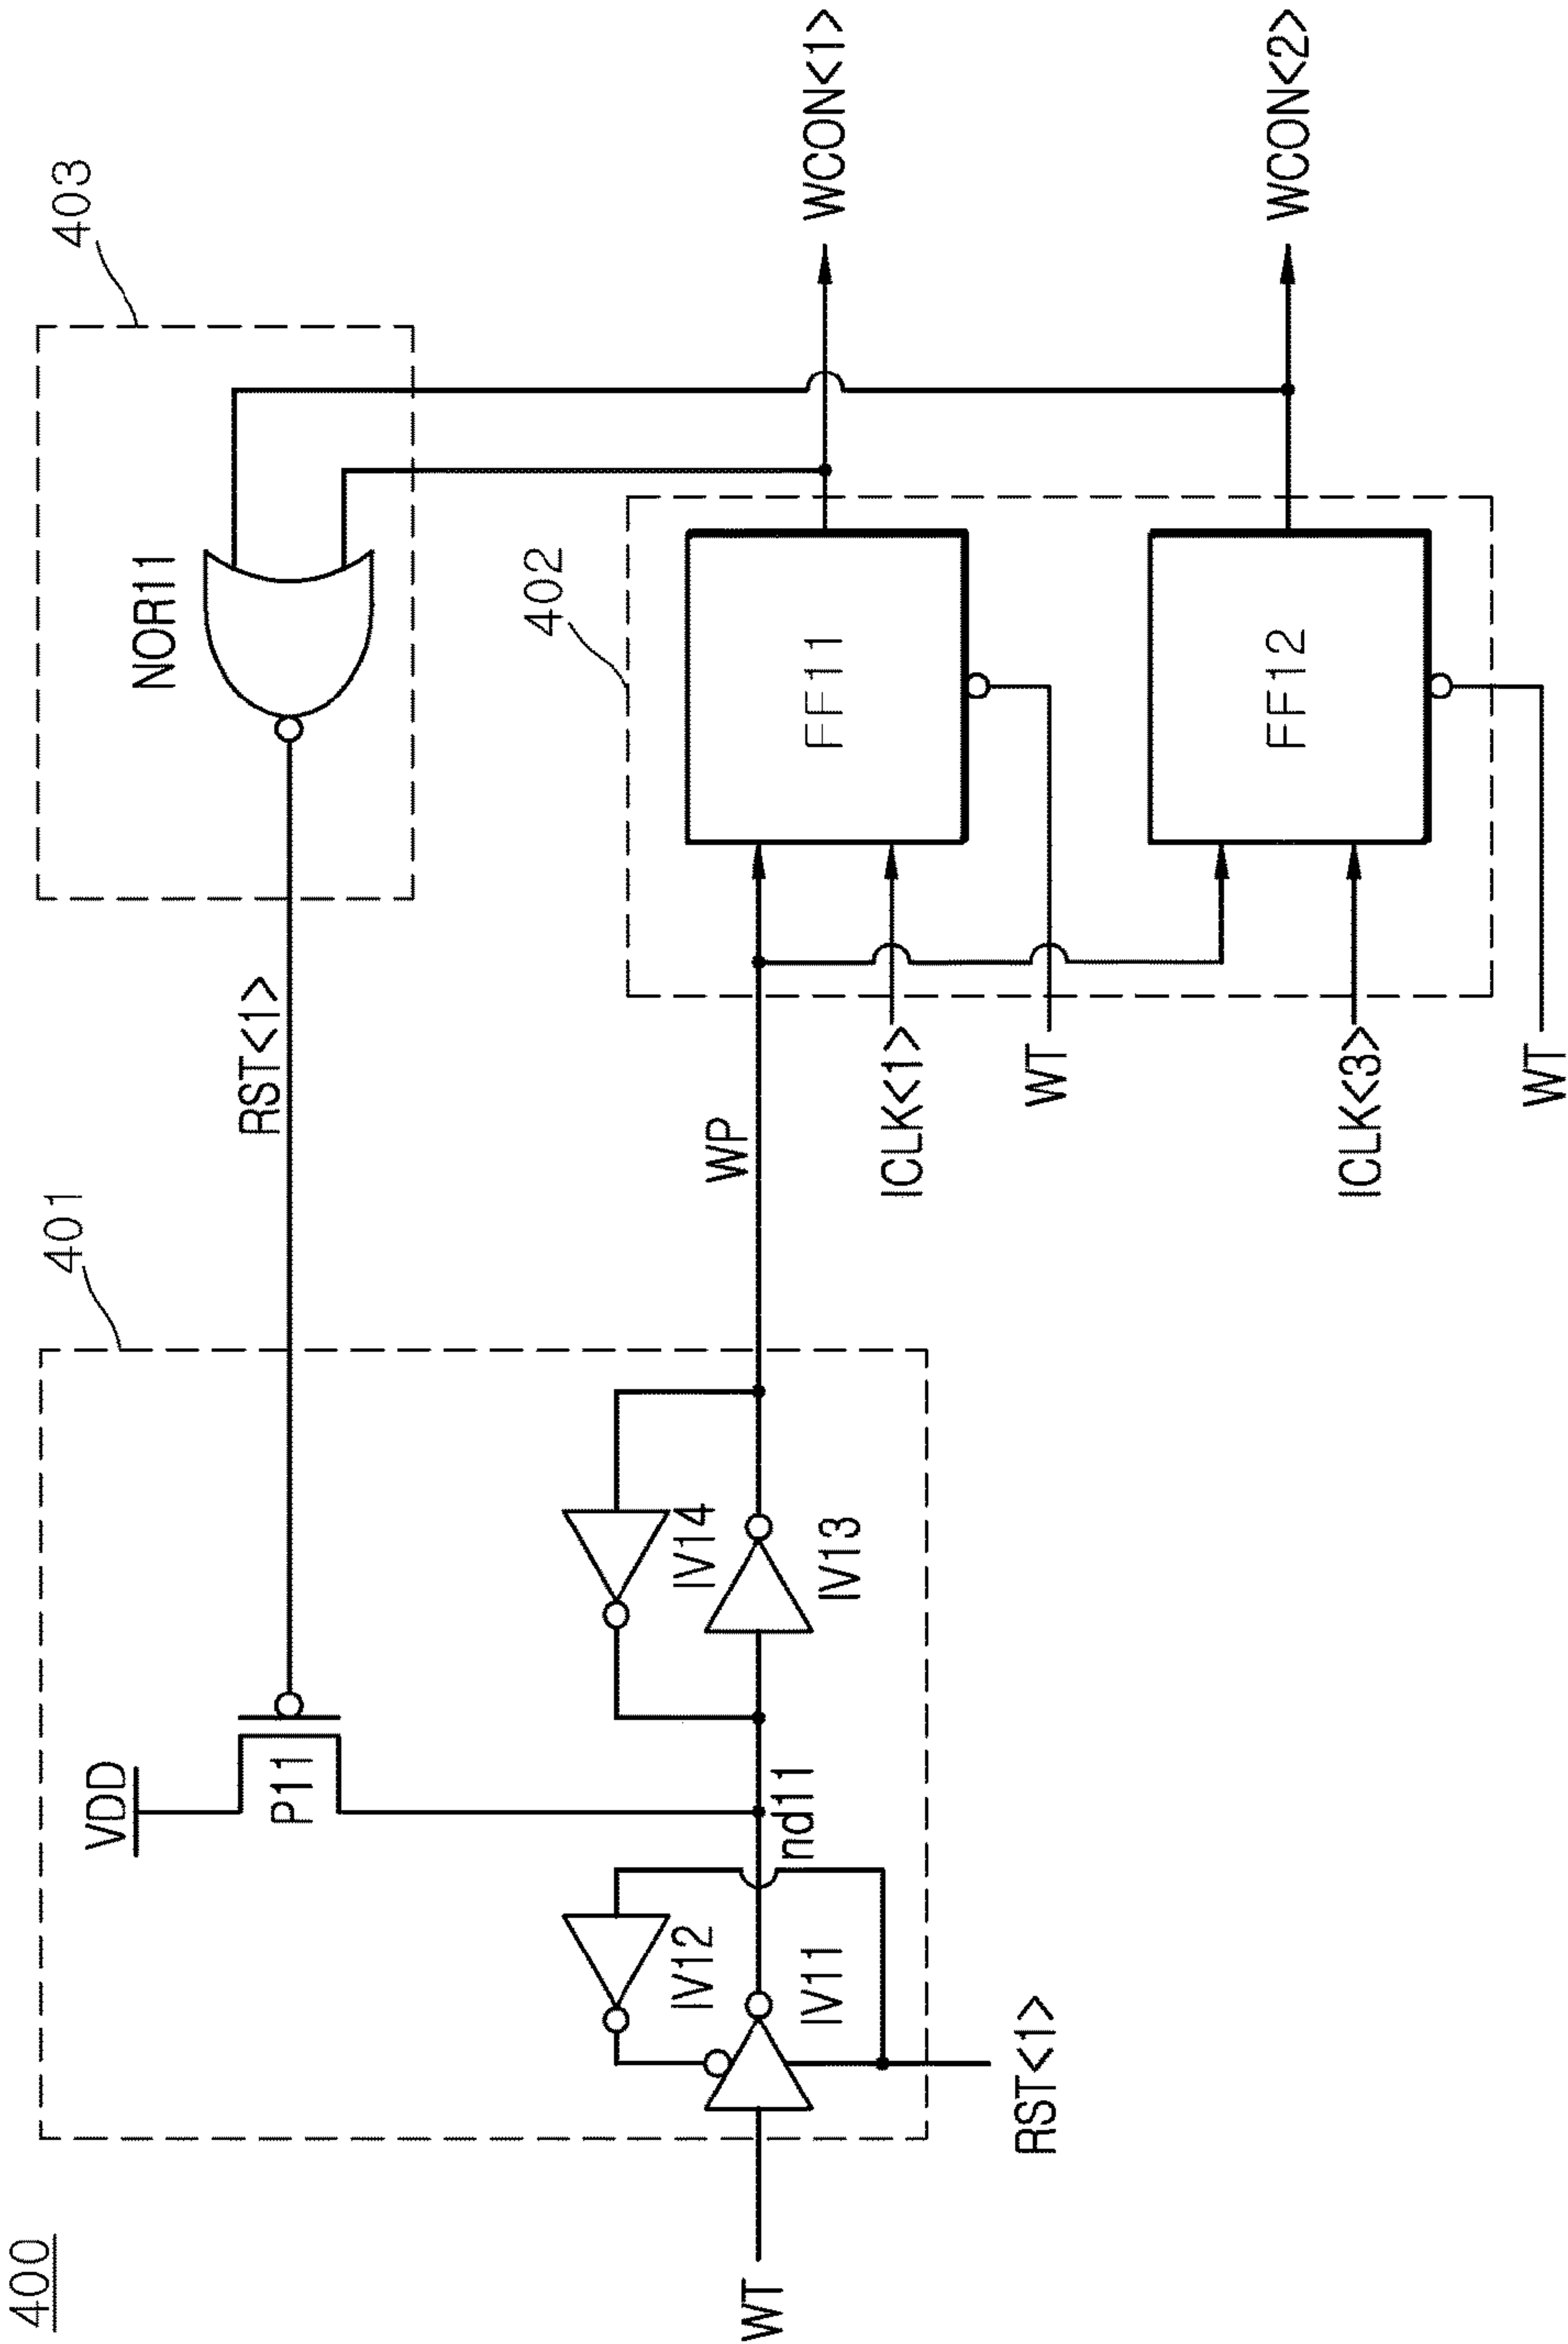 400
401
403
VDD
P11
RST<1>
NOR11
IV12
IV14
402
WT
IV11
nd11
IV13
WP
FF11
WCON<1>
ICLK<1>
RST<1>
WT
FF12
WCON<2>
ICLK<3>
WT